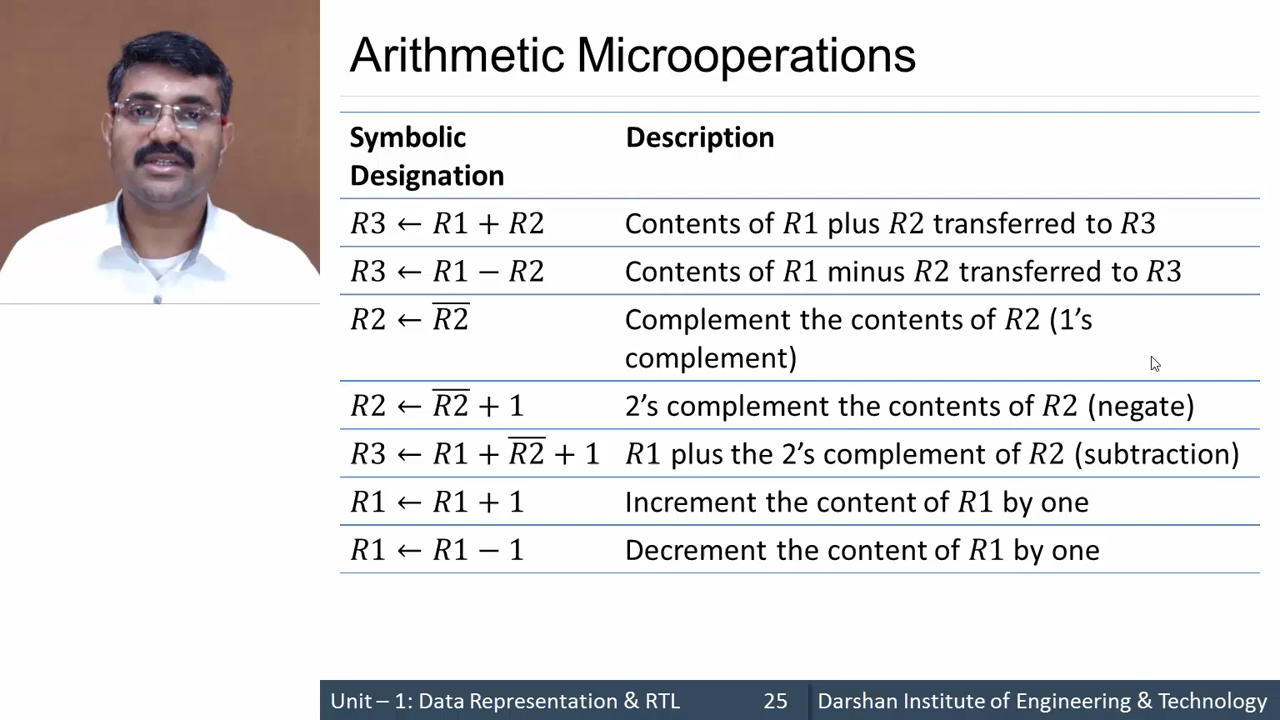 Arithmetic Microoperations
Symbolic Designation Description
R3 ← R1 + R2 Contents of R1 plus R2 transferred to R3
R3 ← R1 − R2 Contents of R1 minus R2 transferred to R3
R2 ← R̅2̅ Complement the contents of R2 (1’s
complement)
R2 ← R̅2̅ + 1 2’s complement the contents of R2 (negate)
R3 ← R1 + R̅2̅ + 1 R1 plus the 2’s complement of R2 (subtraction)
R1 ← R1 + 1 Increment the content of R1 by one
R1 ← R1 − 1 Decrement the content of R1 by one
Unit – 1: Data Representation & RTL 25 Darshan Institute of Engineering & Technology